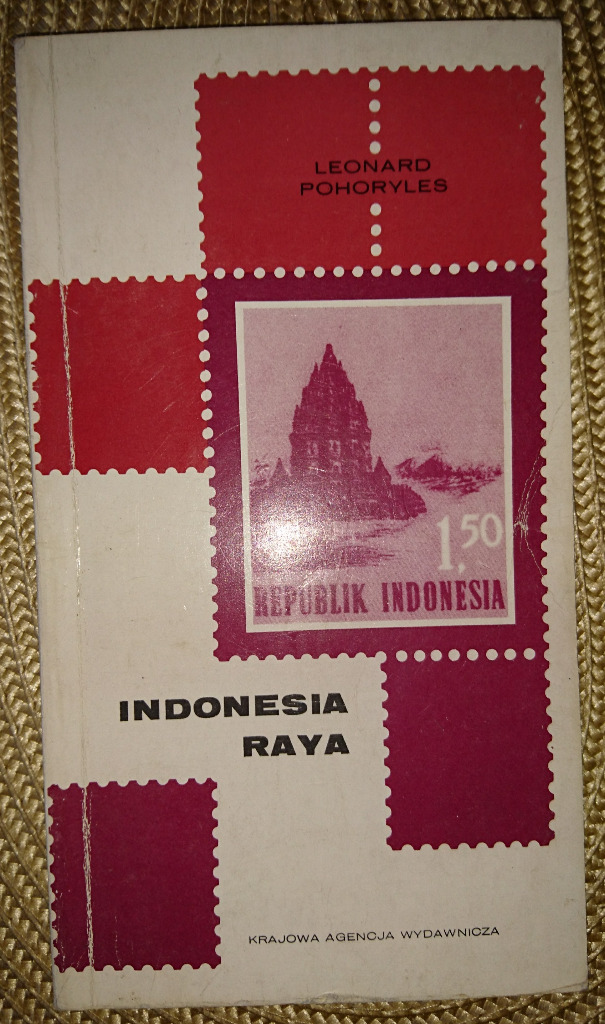 LEONARD
POHORYLES
1,50
REPUBLIK INDONESIA
INDONESIA
RAYA
KRAJOWA AGENCJA WYDAWNICZA